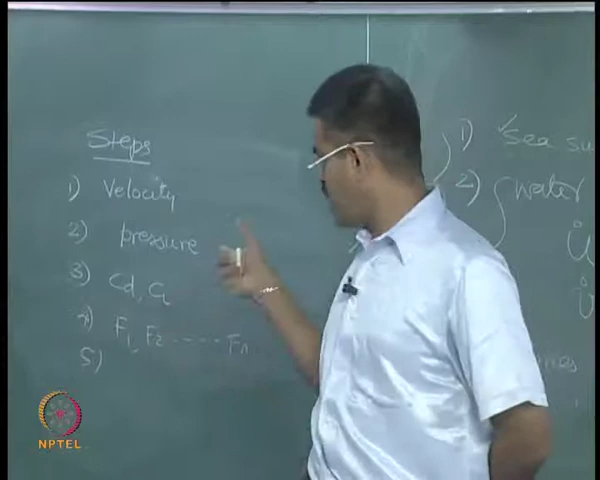 Steps
1) Velocity
2) pressure
3) Cd, CL
4) F1, F2 ...... Fn
5)
1) ✓ Sea su
2) water
u
u̇
es
NPTEL